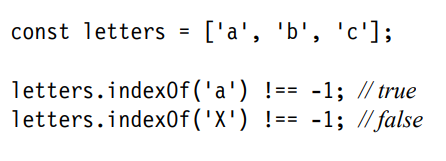 const letters = ['a', 'b', 'c'];
letters.indexOf('a') !== -1; // true
letters.indexOf('X') !== -1; // false